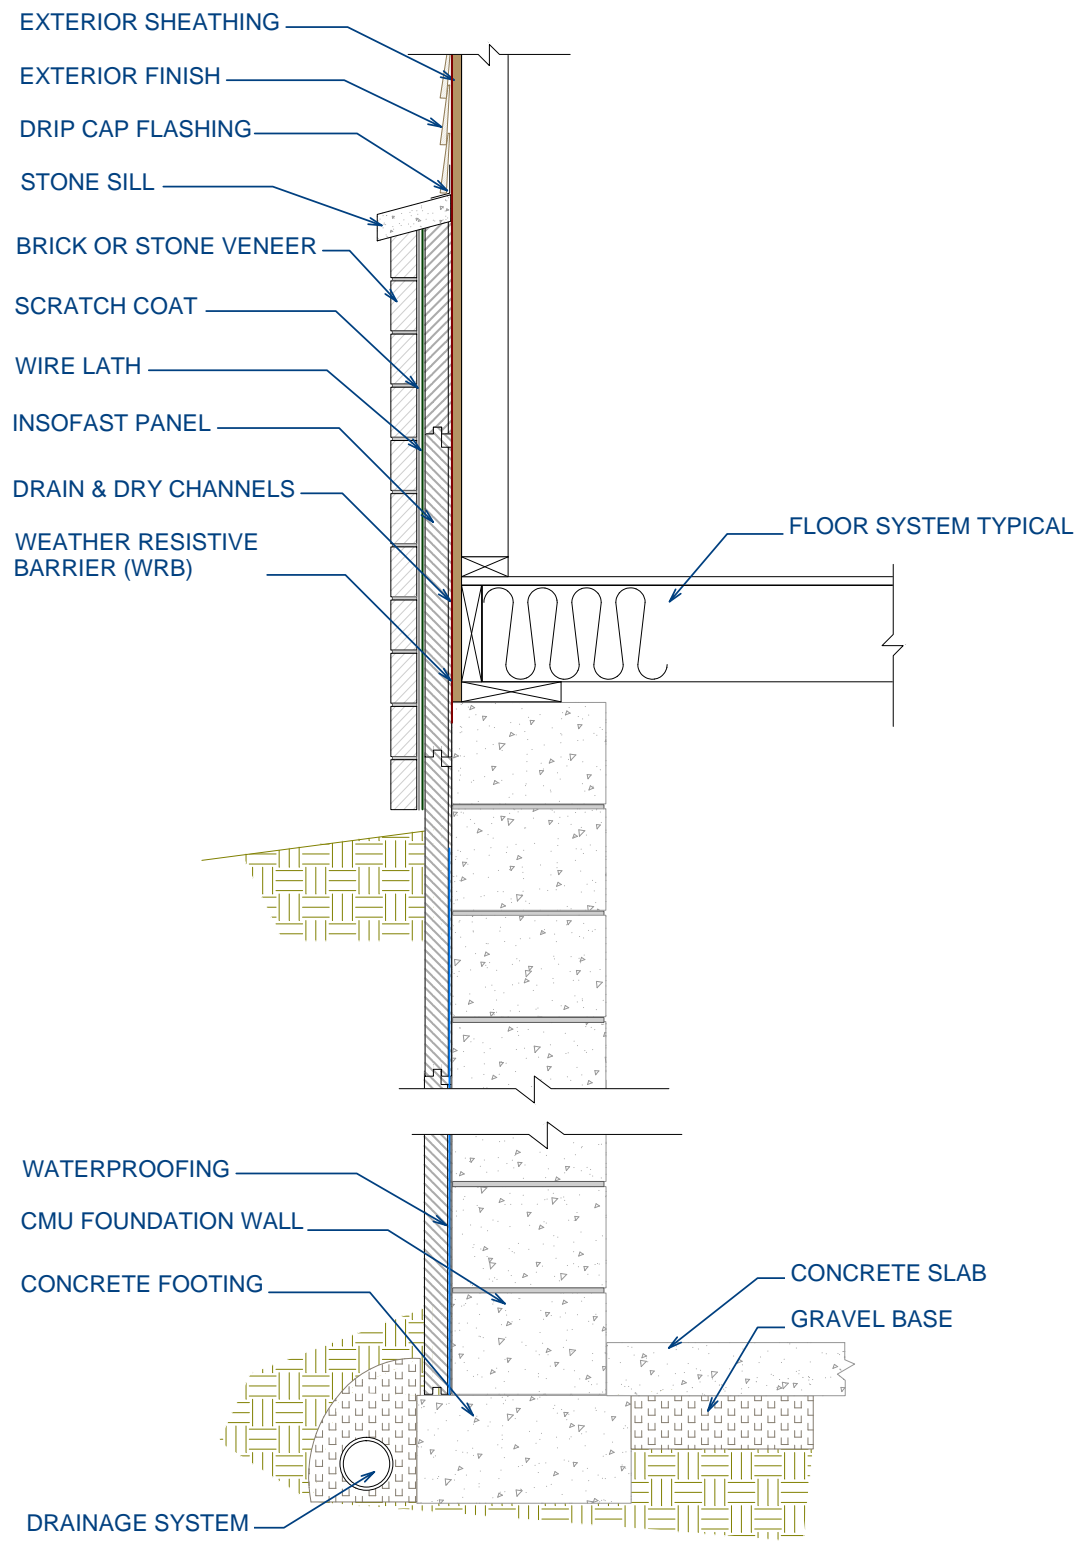 EXTERIOR SHEATHING
EXTERIOR FINISH
DRIP CAP FLASHING
STONE SILL
BRICK OR STONE VENEER
SCRATCH COAT
WIRE LATH
INSOFAST PANEL
DRAIN & DRY CHANNELS
WEATHER RESISTIVE
BARRIER (WRB)
FLOOR SYSTEM TYPICAL
WATERPROOFING
CMU FOUNDATION WALL
CONCRETE FOOTING
CONCRETE SLAB
GRAVEL BASE
DRAINAGE SYSTEM